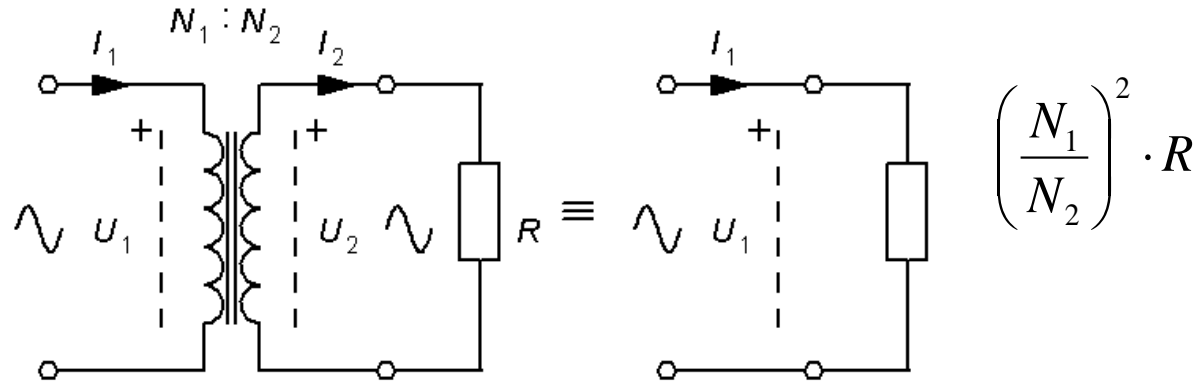 N₁ : N₂
I₁
I₂
+
U₁
+
U₂
R
≡
I₁
+
U₁
(N₁/N₂)² · R